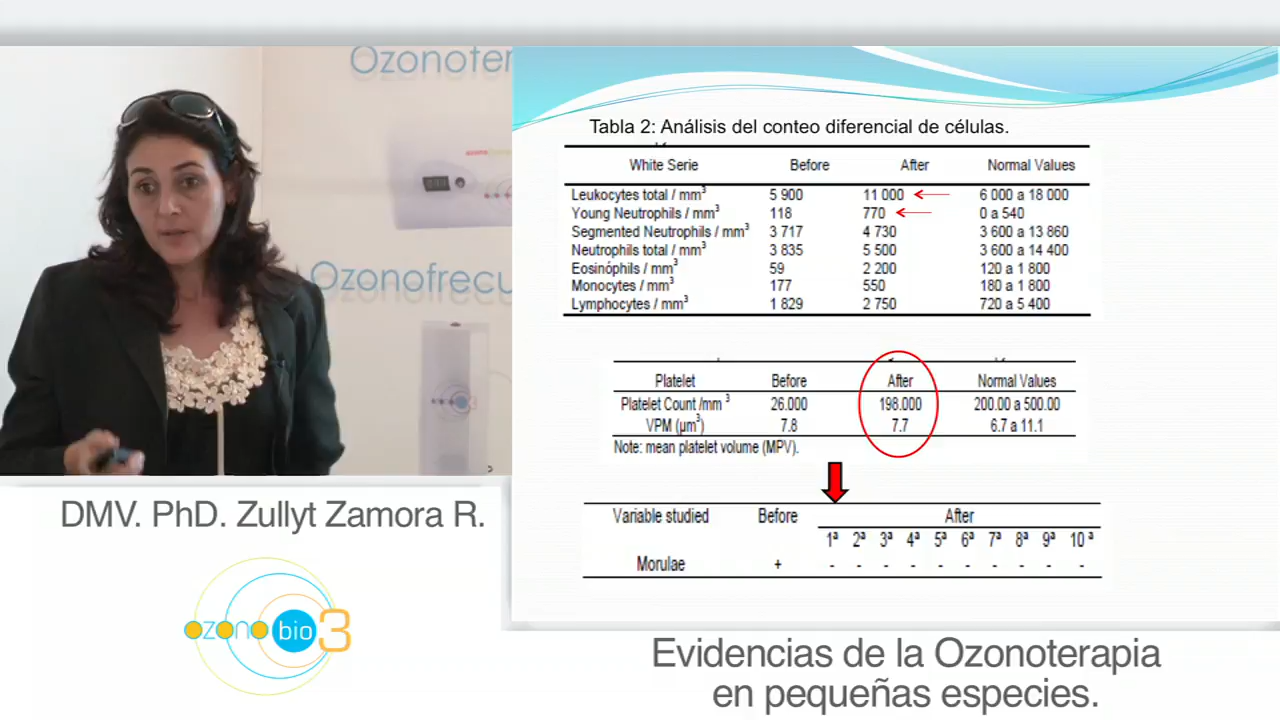 Ozonoter
Ozonofrecu
DMV. PhD. Zullyt Zamora R.
ozono bio 3
Tabla 2: Análisis del conteo diferencial de células.
White Serie Before After Normal Values
Leukocytes total / mm³ 5 900 11 000 6 000 a 18 000
Young Neutrophils / mm³ 118 770 0 a 540
Segmented Neutrophils / mm³ 3 717 4 730 3 600 a 13 860
Neutrophils total / mm³ 3 835 5 500 3 600 a 14 400
Eosinóphils / mm³ 59 2 200 120 a 1 800
Monocytes / mm³ 177 550 180 a 1 800
Lymphocytes / mm³ 1 829 2 750 720 a 5 400
Platelet Before After Normal Values
Platelet Count /mm ³ 26.000 198.000 200.00 a 500.00
VPM (µm³) 7.8 7.7 6.7 a 11.1
Note: mean platelet volume (MPV).
Variable studied Before After
1ª 2ª 3ª 4ª 5ª 6ª 7ª 8ª 9ª 10 ª
Morulae + - - - - - - - - - -
Evidencias de la Ozonoterapia
en pequeñas especies.